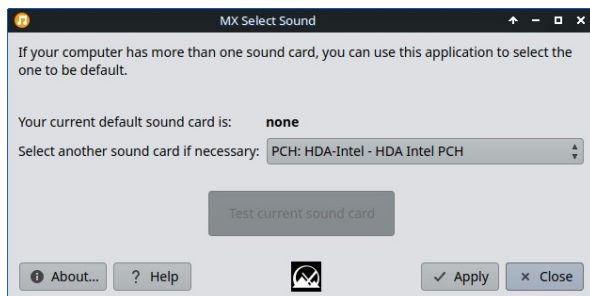 MX Select Sound
If your computer has more than one sound card, you can use this application to select the
one to be default.
Your current default sound card is: none
Select another sound card if necessary: PCH: HDA-Intel - HDA Intel PCH
Test current sound card
About... ? Help Apply Close